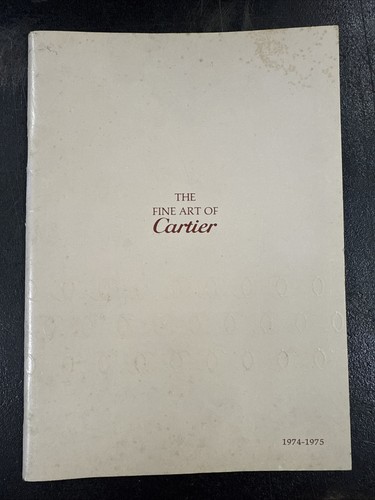 THE
FINE ART OF
Cartier
1974-1975